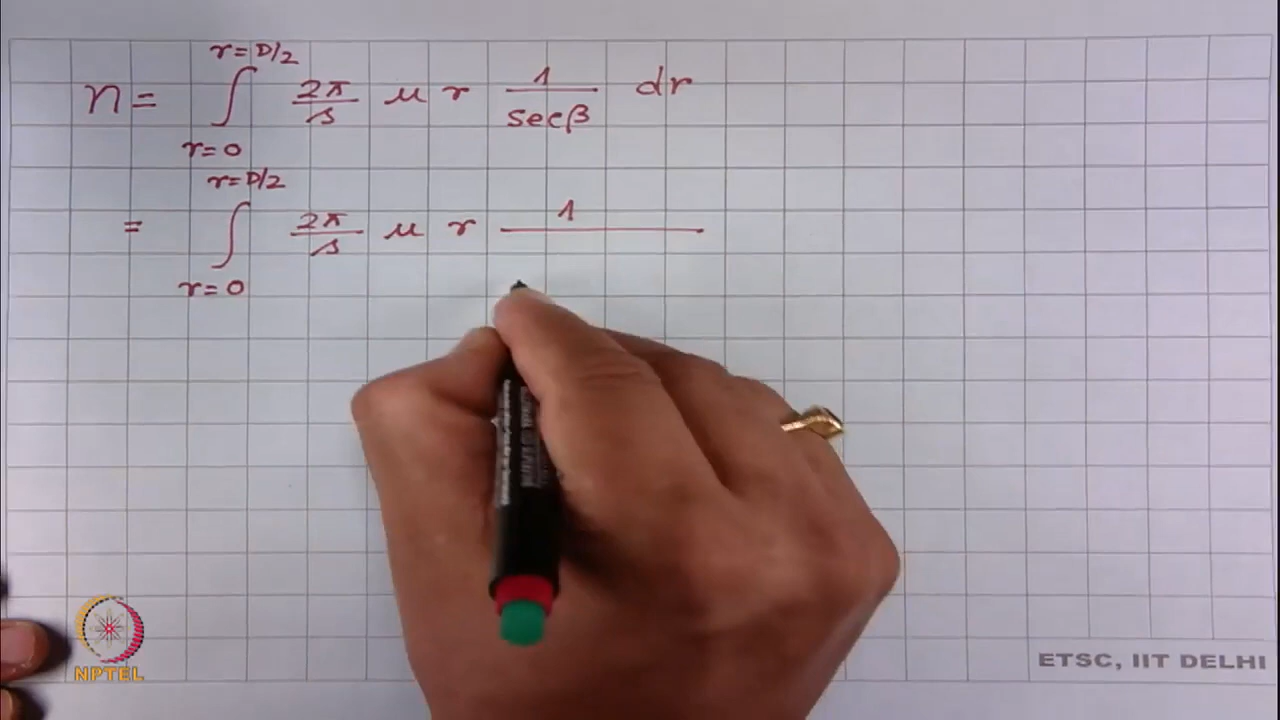 r=D/2
n = ∫ 2π/s μ r 1/secβ dr
r=0
r=D/2
= ∫ 2π/s μ r 1/
r=0
NPTEL
ETSC, IIT DELHI